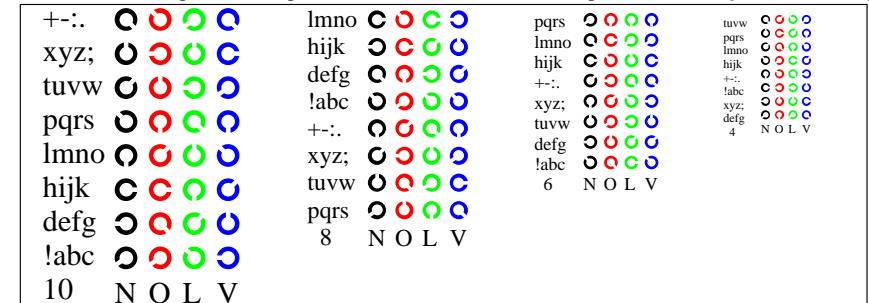 +-:.
xyz;
tuvw
pqrs
lmno
hijk
defg
!abc
10 N O L V
lmno
hijk
defg
!abc
+-:.
xyz;
tuvw
pqrs
8 N O L V
pqrs
lmno
hijk
+-:.
xyz;
tuvw
defg
!abc
6 N O L V
tuvw
pqrs
lmno
hijk
+-:.
!abc
xyz;
defg
4 N O L V